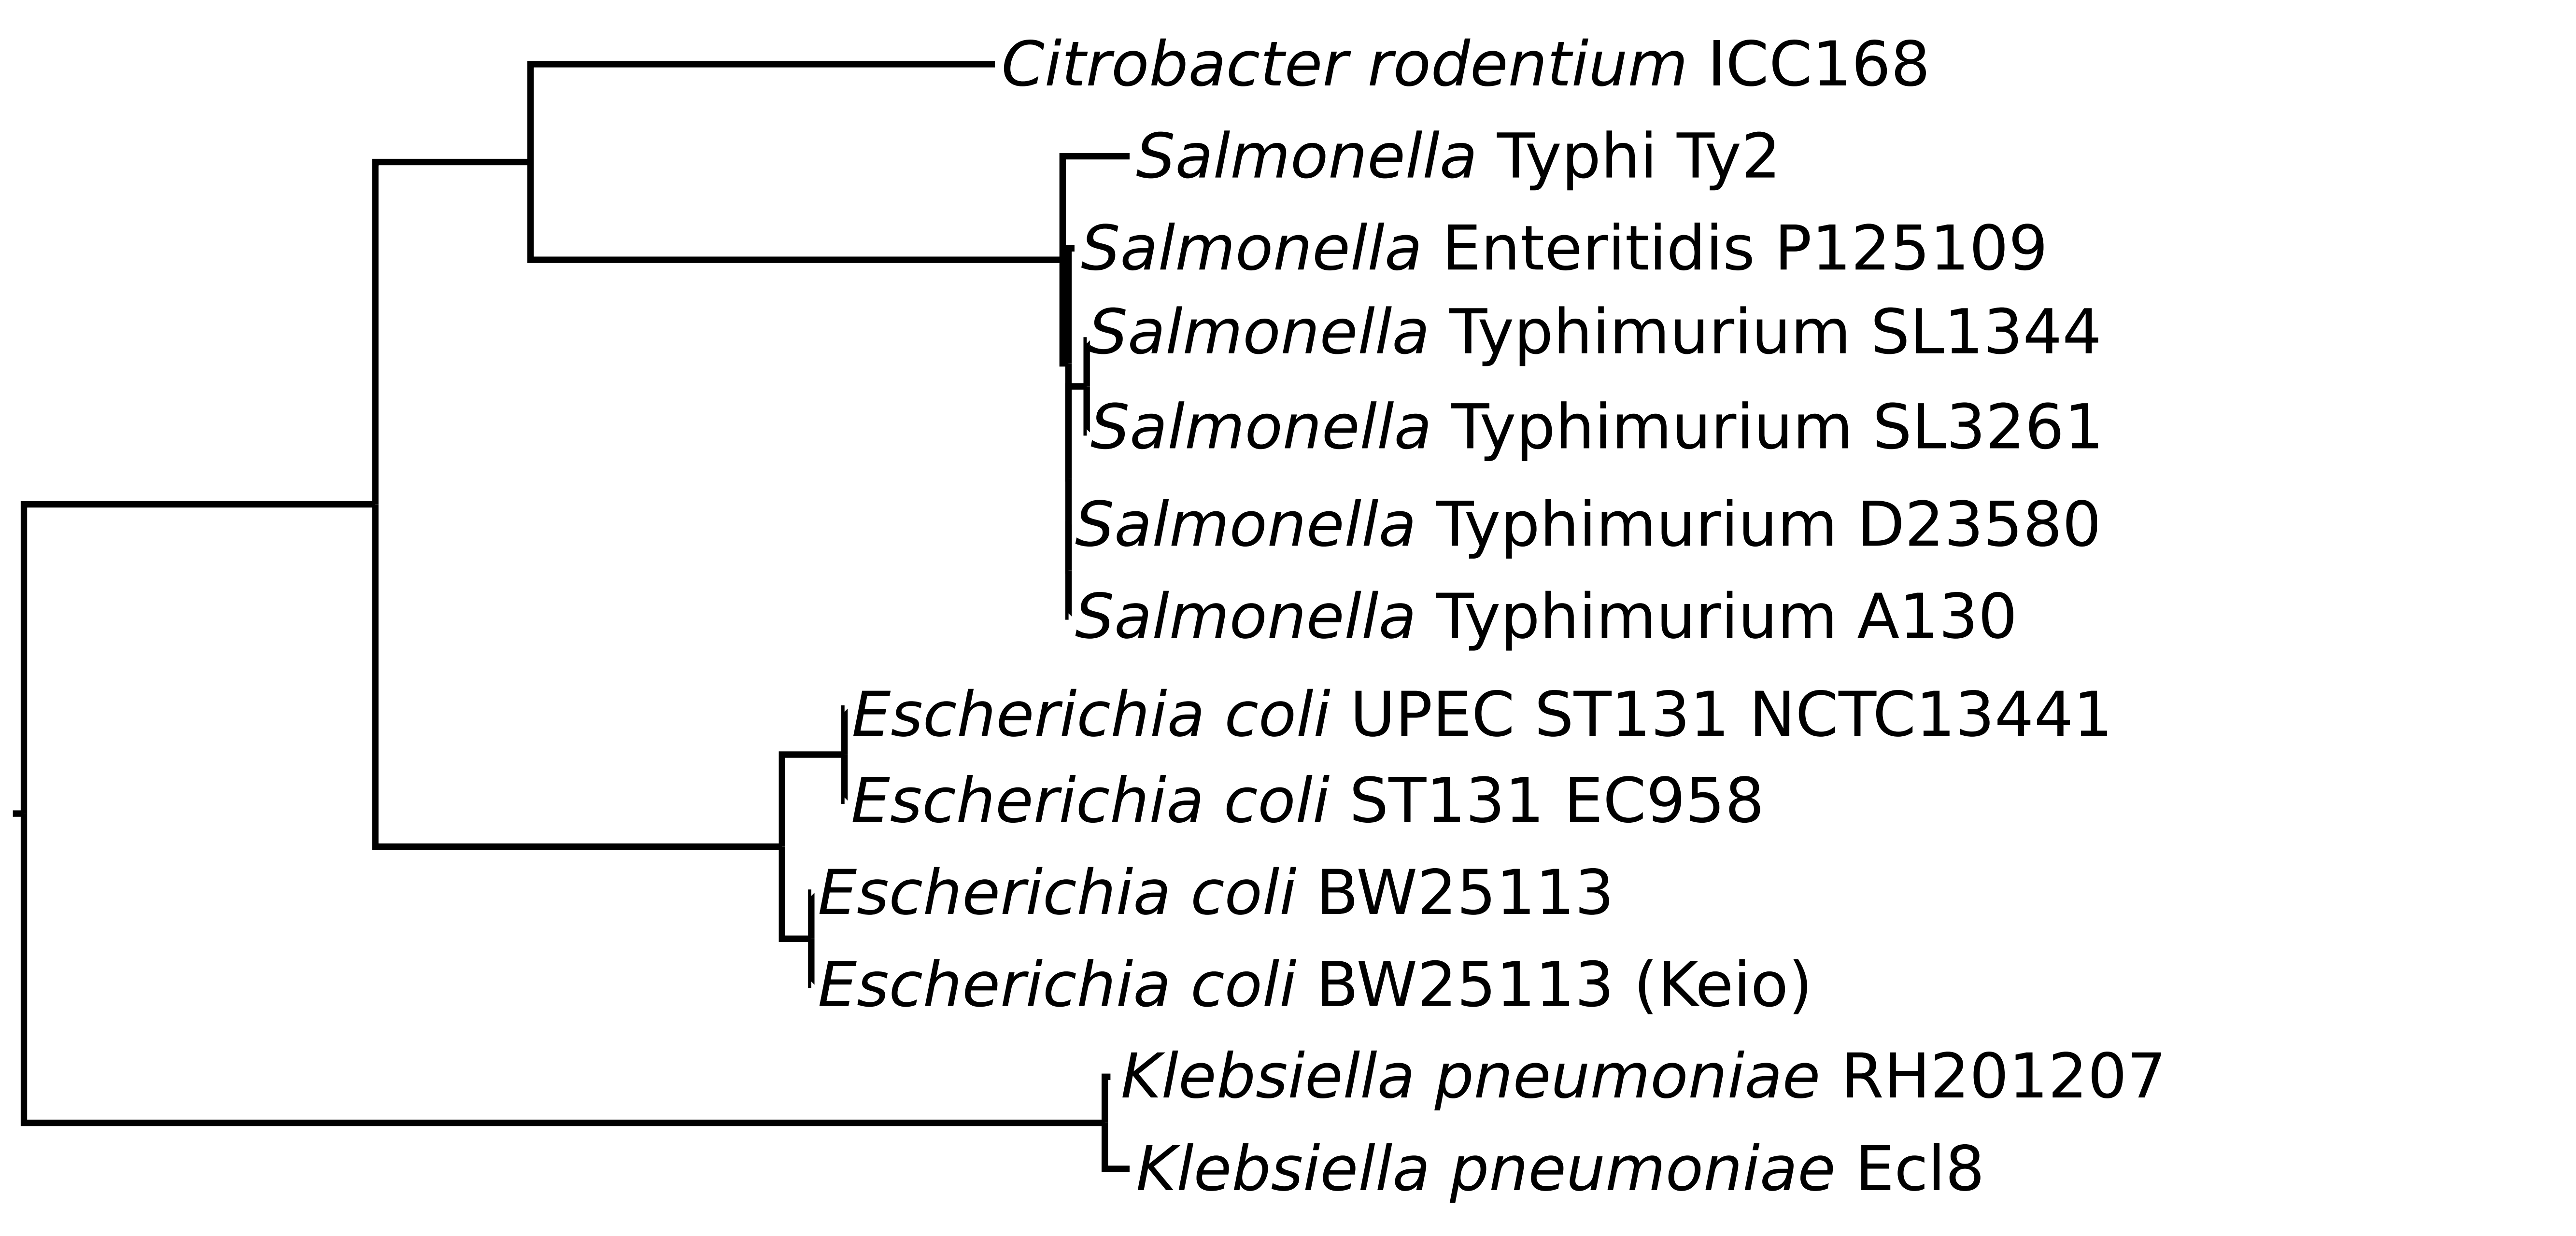 Citrobacter rodentium ICC168
Salmonella Typhi Ty2
Salmonella Enteritidis P125109
Salmonella Typhimurium SL1344
Salmonella Typhimurium SL3261
Salmonella Typhimurium D23580
Salmonella Typhimurium A130
Escherichia coli UPEC ST131 NCTC13441
Escherichia coli ST131 EC958
Escherichia coli BW25113
Escherichia coli BW25113 (Keio)
Klebsiella pneumoniae RH201207
Klebsiella pneumoniae Ecl8